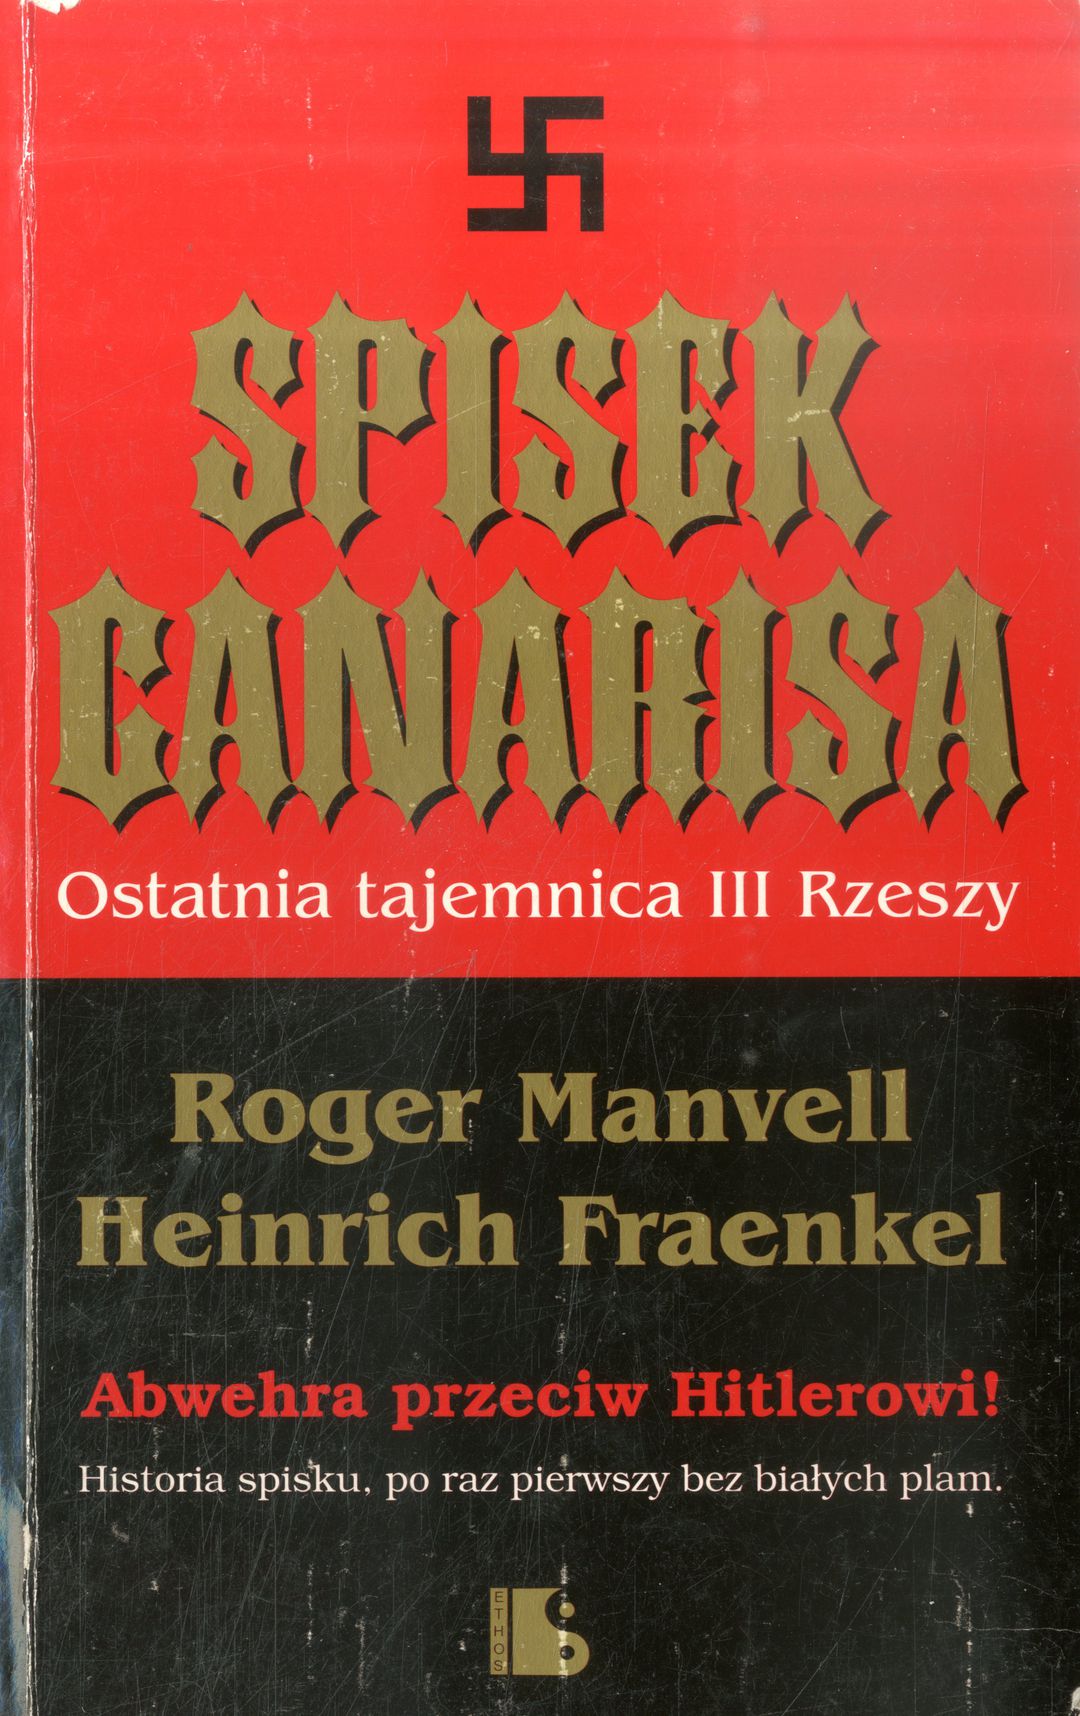 SPISEK
CANARISA
Ostatnia tajemnica III Rzeszy
Roger Manvell
Heinrich Fraenkel
Abwehra przeciw Hitlerowi!
Historia spisku, po raz pierwszy bez białych plam.
ETHOS